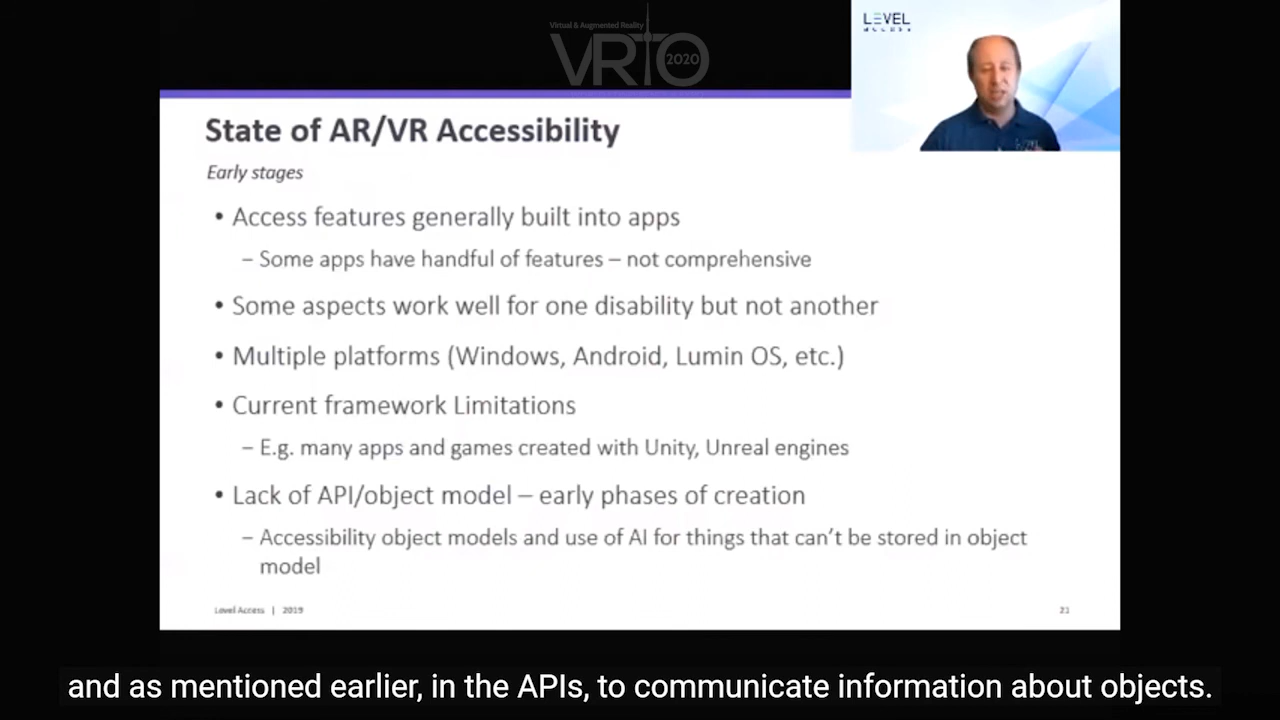 Virtual & Augmented Reality
VRTO
2020
LEVEL
State of AR/VR Accessibility
Early stages
• Access features generally built into apps
– Some apps have handful of features – not comprehensive
• Some aspects work well for one disability but not another
• Multiple platforms (Windows, Android, Lumin OS, etc.)
• Current framework Limitations
– E.g. many apps and games created with Unity, Unreal engines
• Lack of API/object model – early phases of creation
– Accessibility object models and use of AI for things that can't be stored in object
model
Level Access | 2019
and as mentioned earlier, in the APIs, to communicate information about objects.